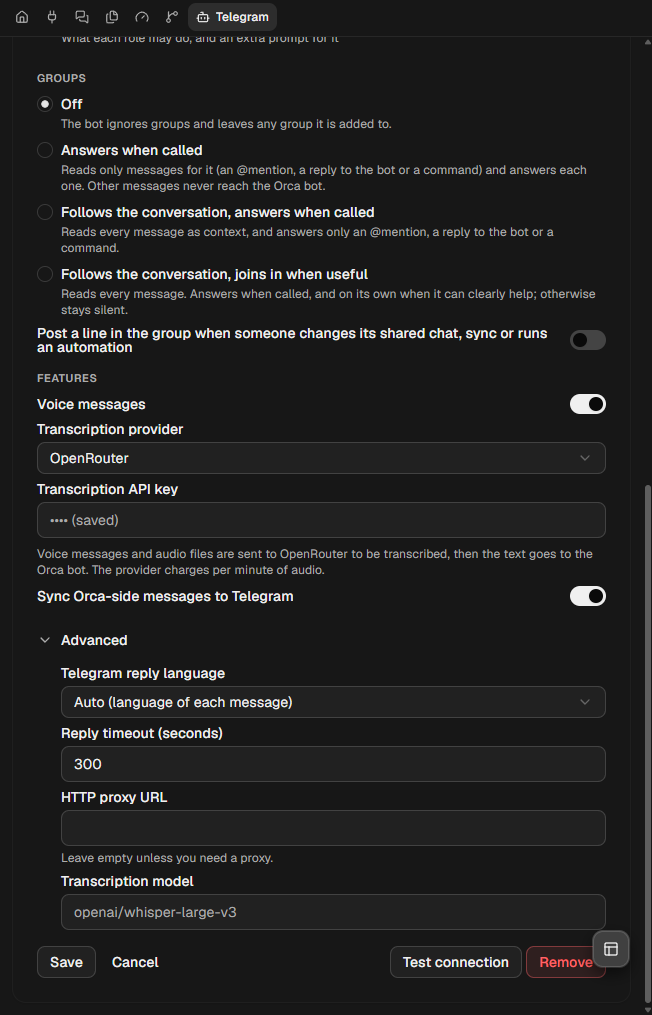 Telegram
What each role may do, and an extra prompt for it
GROUPS
Off
The bot ignores groups and leaves any group it is added to.
Answers when called
Reads only messages for it (an @mention, a reply to the bot or a command) and answers each
one. Other messages never reach the Orca bot.
Follows the conversation, answers when called
Reads every message as context, and answers only an @mention, a reply to the bot or a
command.
Follows the conversation, joins in when useful
Reads every message. Answers when called, and on its own when it can clearly help; otherwise
stays silent.
Post a line in the group when someone changes its shared chat, sync or runs
an automation
FEATURES
Voice messages
Transcription provider
OpenRouter
Transcription API key
•••• (saved)
Voice messages and audio files are sent to OpenRouter to be transcribed, then the text goes to the
Orca bot. The provider charges per minute of audio.
Sync Orca-side messages to Telegram
Advanced
Telegram reply language
Auto (language of each message)
Reply timeout (seconds)
300
HTTP proxy URL
Leave empty unless you need a proxy.
Transcription model
openai/whisper-large-v3
Save Cancel Test connection Remove